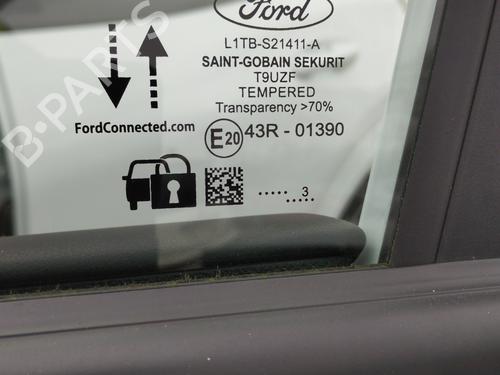 Ford
L1TB-S21411-A
SAINT-GOBAIN SEKURIT
T9UZF
TEMPERED
Transparency >70%
FordConnected.com
E20 43R - 01390
..... 3 ....
B-PARTS